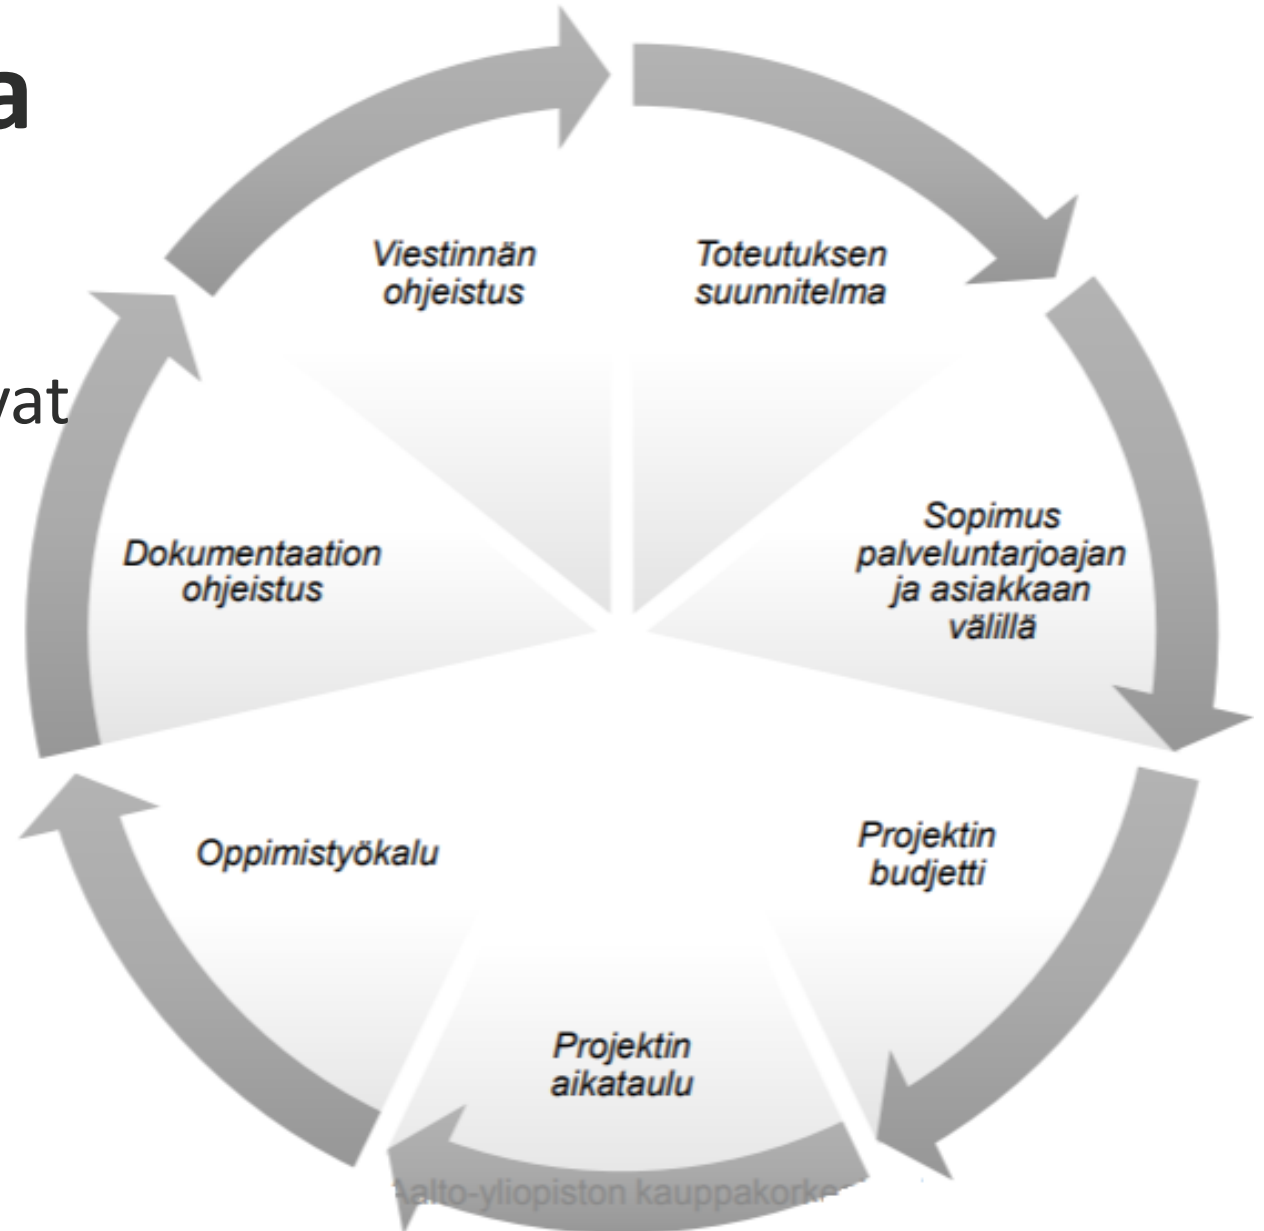 a
vat
Viestinnän
ohjeistus
Toteutuksen
suunnitelma
Sopimus
palveluntarjoajan
ja asiakkaan
välillä
Dokumentaation
ohjeistus
Projektin
budjetti
Oppimistyökalu
Projektin
aikataulu
Aalto-yliopiston